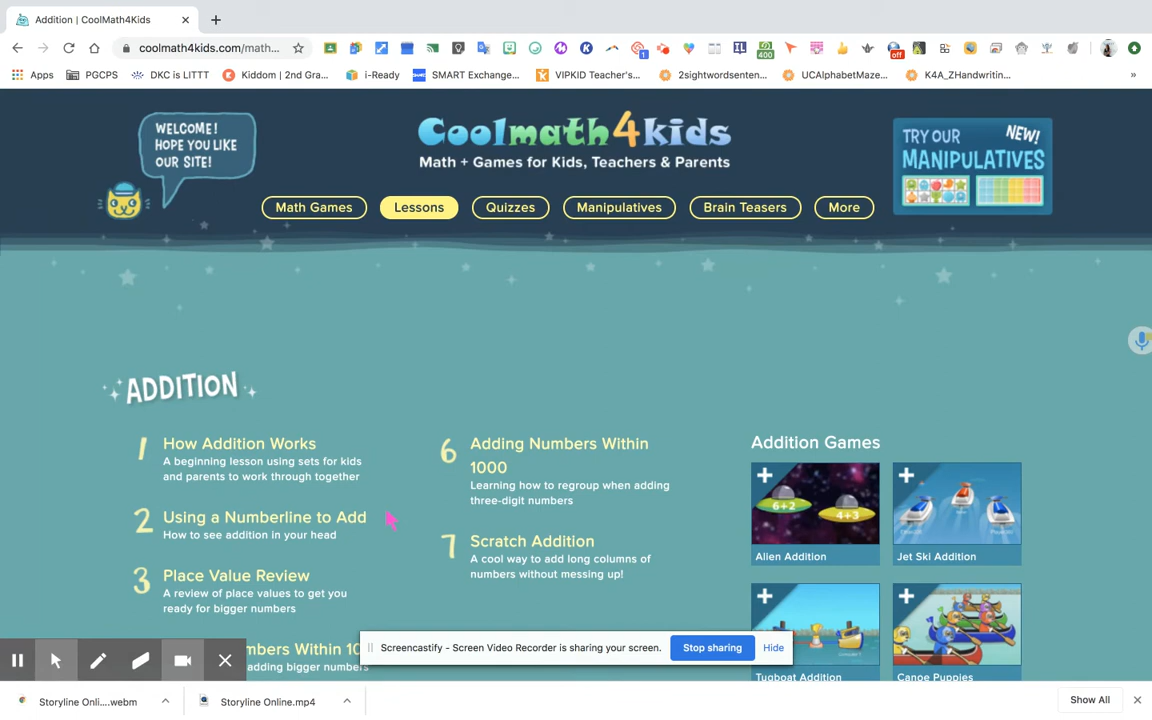 Addition | CoolMath4Kids
coolmath4kids.com/math...
1
400
off
Apps
PGCPS
DKC is LITTT
Kiddom | 2nd Gra...
i-Ready
SMART Exchange...
VIPKID Teacher's...
2sightwordsenten...
UCAlphabetMaze...
K4A_ZHandwritin...
»
WELCOME!
HOPE YOU LIKE
OUR SITE!
Coolmath4kids
Math + Games for Kids, Teachers & Parents
TRY OUR NEW!
MANIPULATIVES
Math Games
Lessons
Quizzes
Manipulatives
Brain Teasers
More
ADDITION
1 How Addition Works
A beginning lesson using sets for kids
and parents to work through together
2 Using a Numberline to Add
How to see addition in your head
3 Place Value Review
A review of place values to get you
ready for bigger numbers
mbers Within 10
adding bigger numbers
6 Adding Numbers Within
1000
Learning how to regroup when adding
three-digit numbers
7 Scratch Addition
A cool way to add long columns of
numbers without messing up!
Addition Games
6+2
4+3
Alien Addition
Jet Ski Addition
Tugboat Addition
Canoe Puppies
Screencastify - Screen Video Recorder is sharing your screen.
Stop sharing
Hide
Storyline Onli....webm
Storyline Online.mp4
Show All